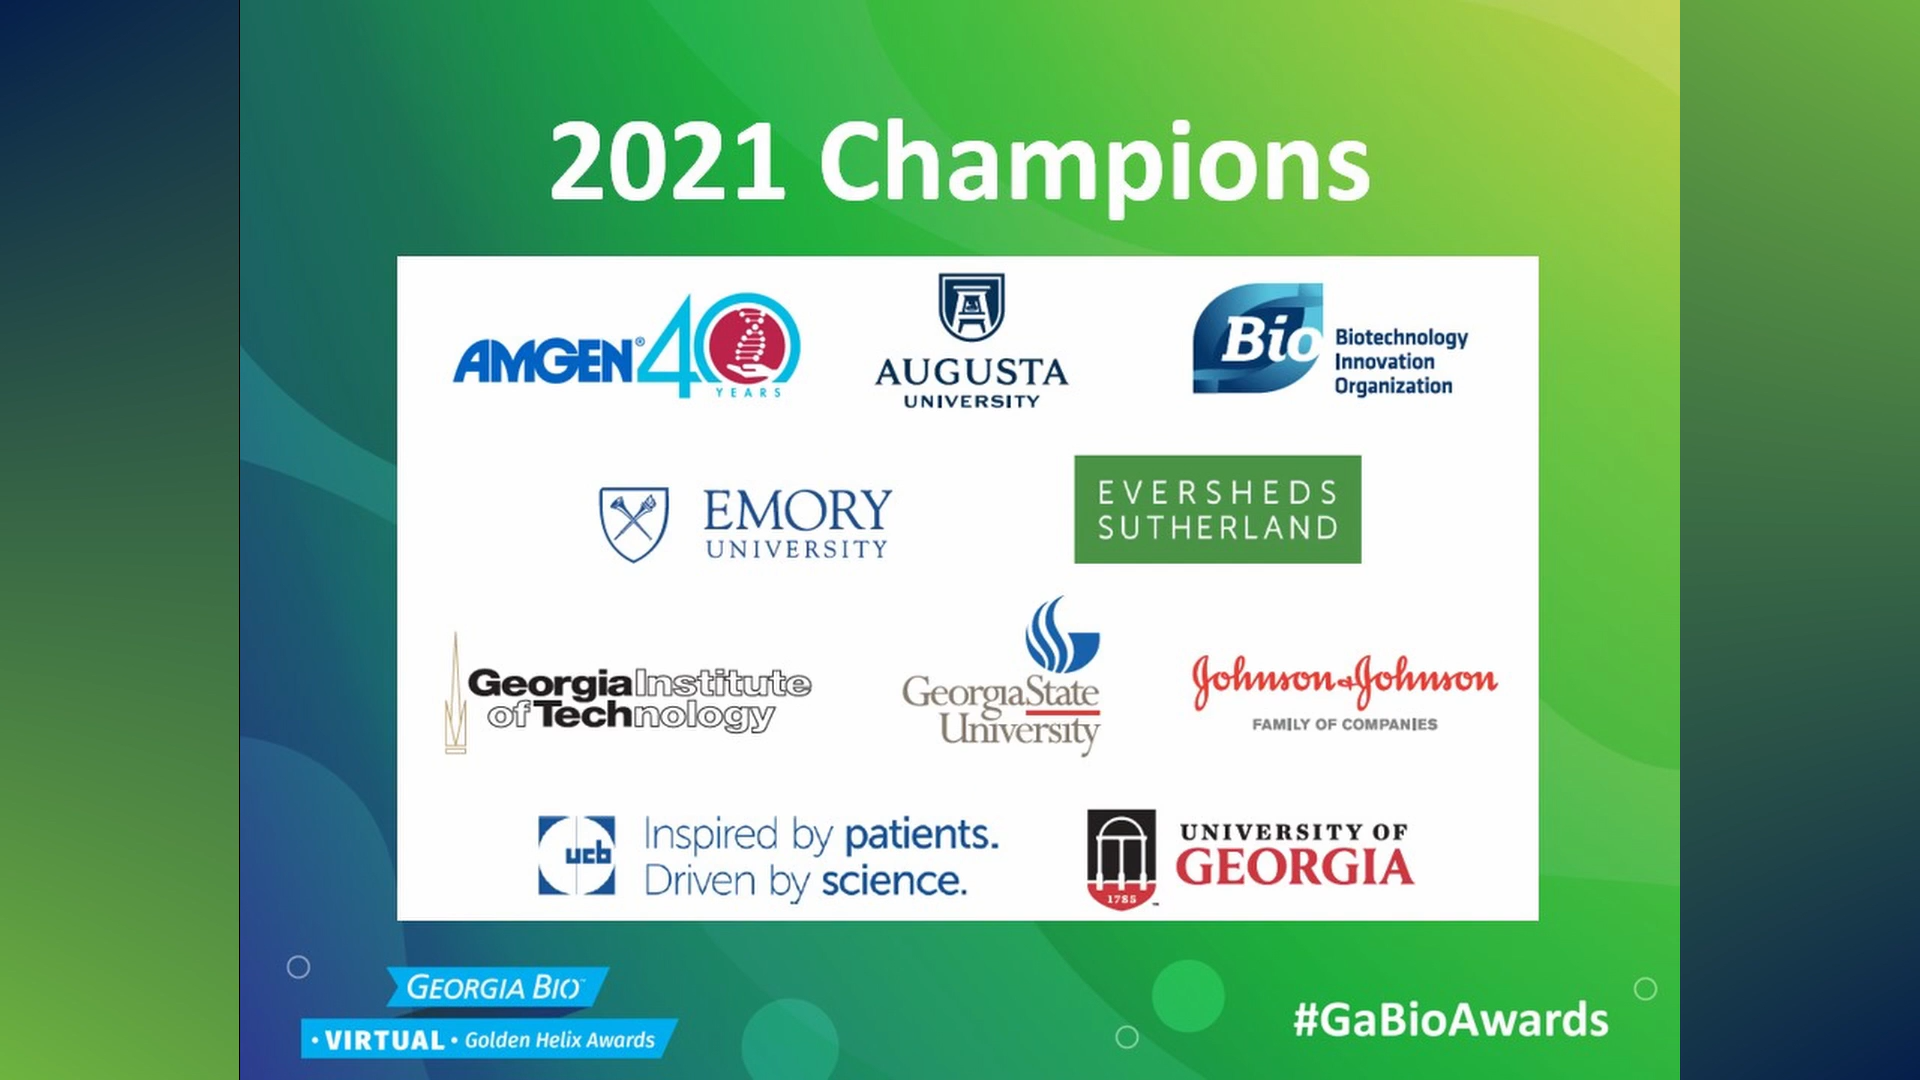 2021 Champions
AMGEN® 40
YEARS
AUGUSTA
UNIVERSITY
Bio
Biotechnology
Innovation
Organization
EMORY
UNIVERSITY
EVERSHEDS
SUTHERLAND
Georgia Institute
of Technology
Georgia State
University
Johnson & Johnson
FAMILY OF COMPANIES
ucb
Inspired by patients.
Driven by science.
1785
UNIVERSITY OF
GEORGIA
GEORGIA BIO™
• VIRTUAL • Golden Helix Awards
#GaBioAwards